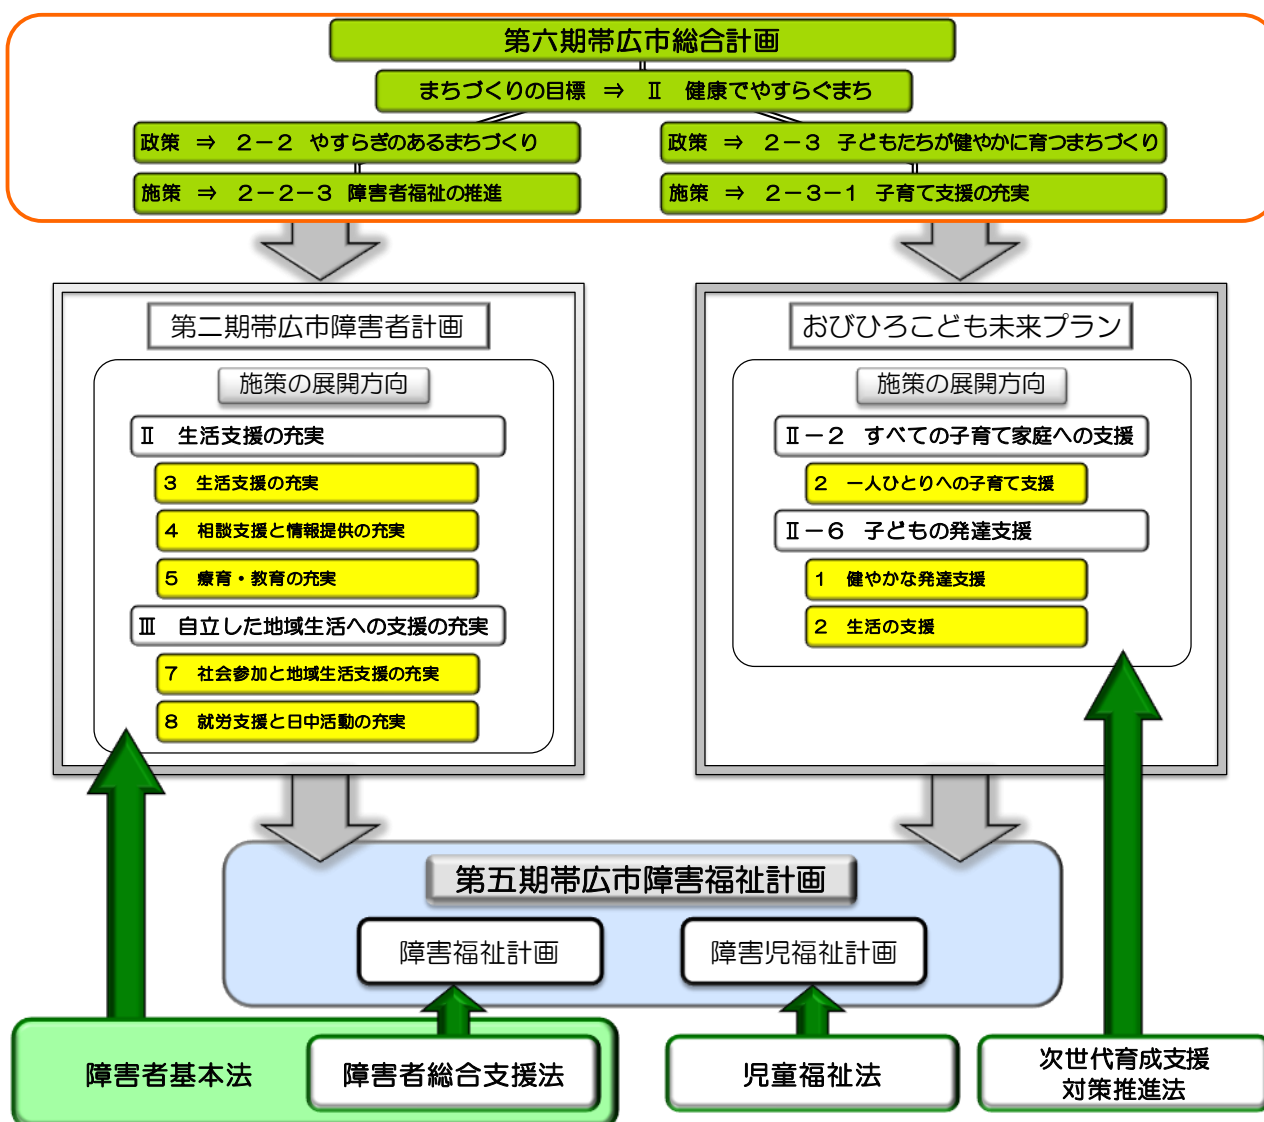 第六期帯広市総合計画
まちづくりの目標 ⇒ Ⅱ 健康でやすらぐまち
政策 ⇒ ２－２ やすらぎのあるまちづくり
施策 ⇒ ２－２－３ 障害者福祉の推進
政策 ⇒ ２－３ 子どもたちが健やかに育つまちづくり
施策 ⇒ ２－３－１ 子育て支援の充実
第二期帯広市障害者計画
施策の展開方向
Ⅱ 生活支援の充実
３ 生活支援の充実
４ 相談支援と情報提供の充実
５ 療育・教育の充実
Ⅲ 自立した地域生活への支援の充実
７ 社会参加と地域生活支援の充実
８ 就労支援と日中活動の充実
おびひろこども未来プラン
施策の展開方向
Ⅱ－２ すべての子育て家庭への支援
２ 一人ひとりへの子育て支援
Ⅱ－６ 子どもの発達支援
１ 健やかな発達支援
２ 生活の支援
第五期帯広市障害福祉計画
障害福祉計画
障害児福祉計画
障害者基本法
障害者総合支援法
児童福祉法
次世代育成支援
対策推進法